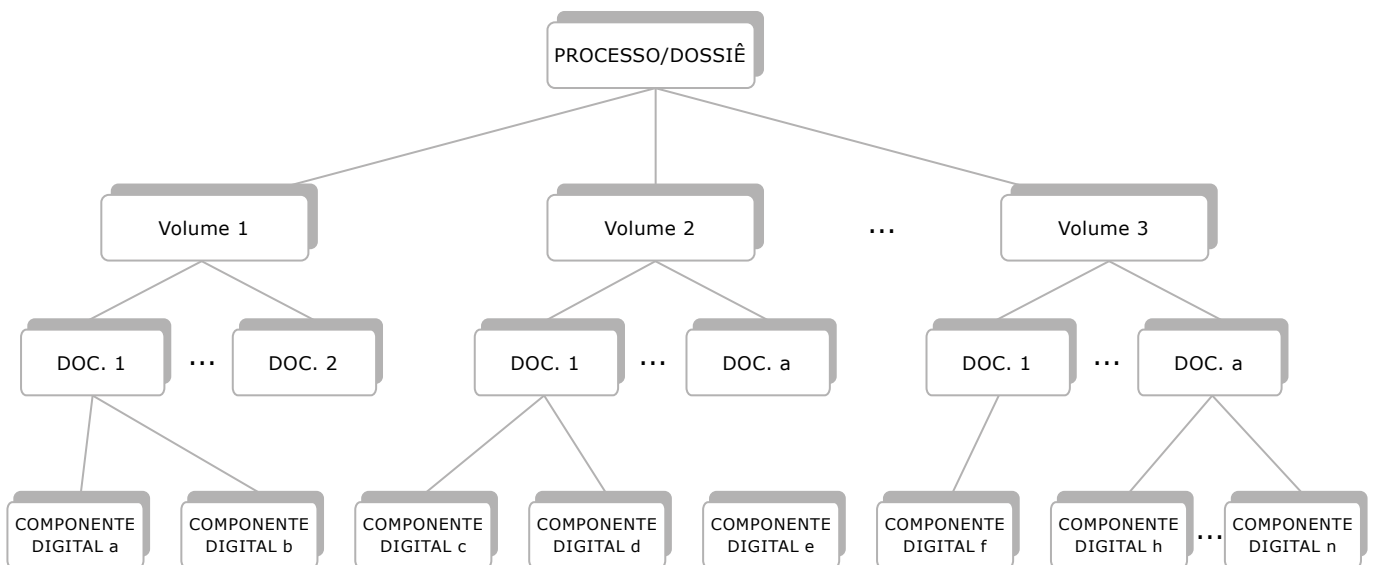 PROCESSO/DOSSIÊ
Volume 1
Volume 2
...
Volume 3
DOC. 1
...
DOC. 2
DOC. 1
...
DOC. a
DOC. 1
...
DOC. a
COMPONENTE
DIGITAL a
COMPONENTE
DIGITAL b
COMPONENTE
DIGITAL c
COMPONENTE
DIGITAL d
COMPONENTE
DIGITAL e
COMPONENTE
DIGITAL f
COMPONENTE
DIGITAL h
...
COMPONENTE
DIGITAL n